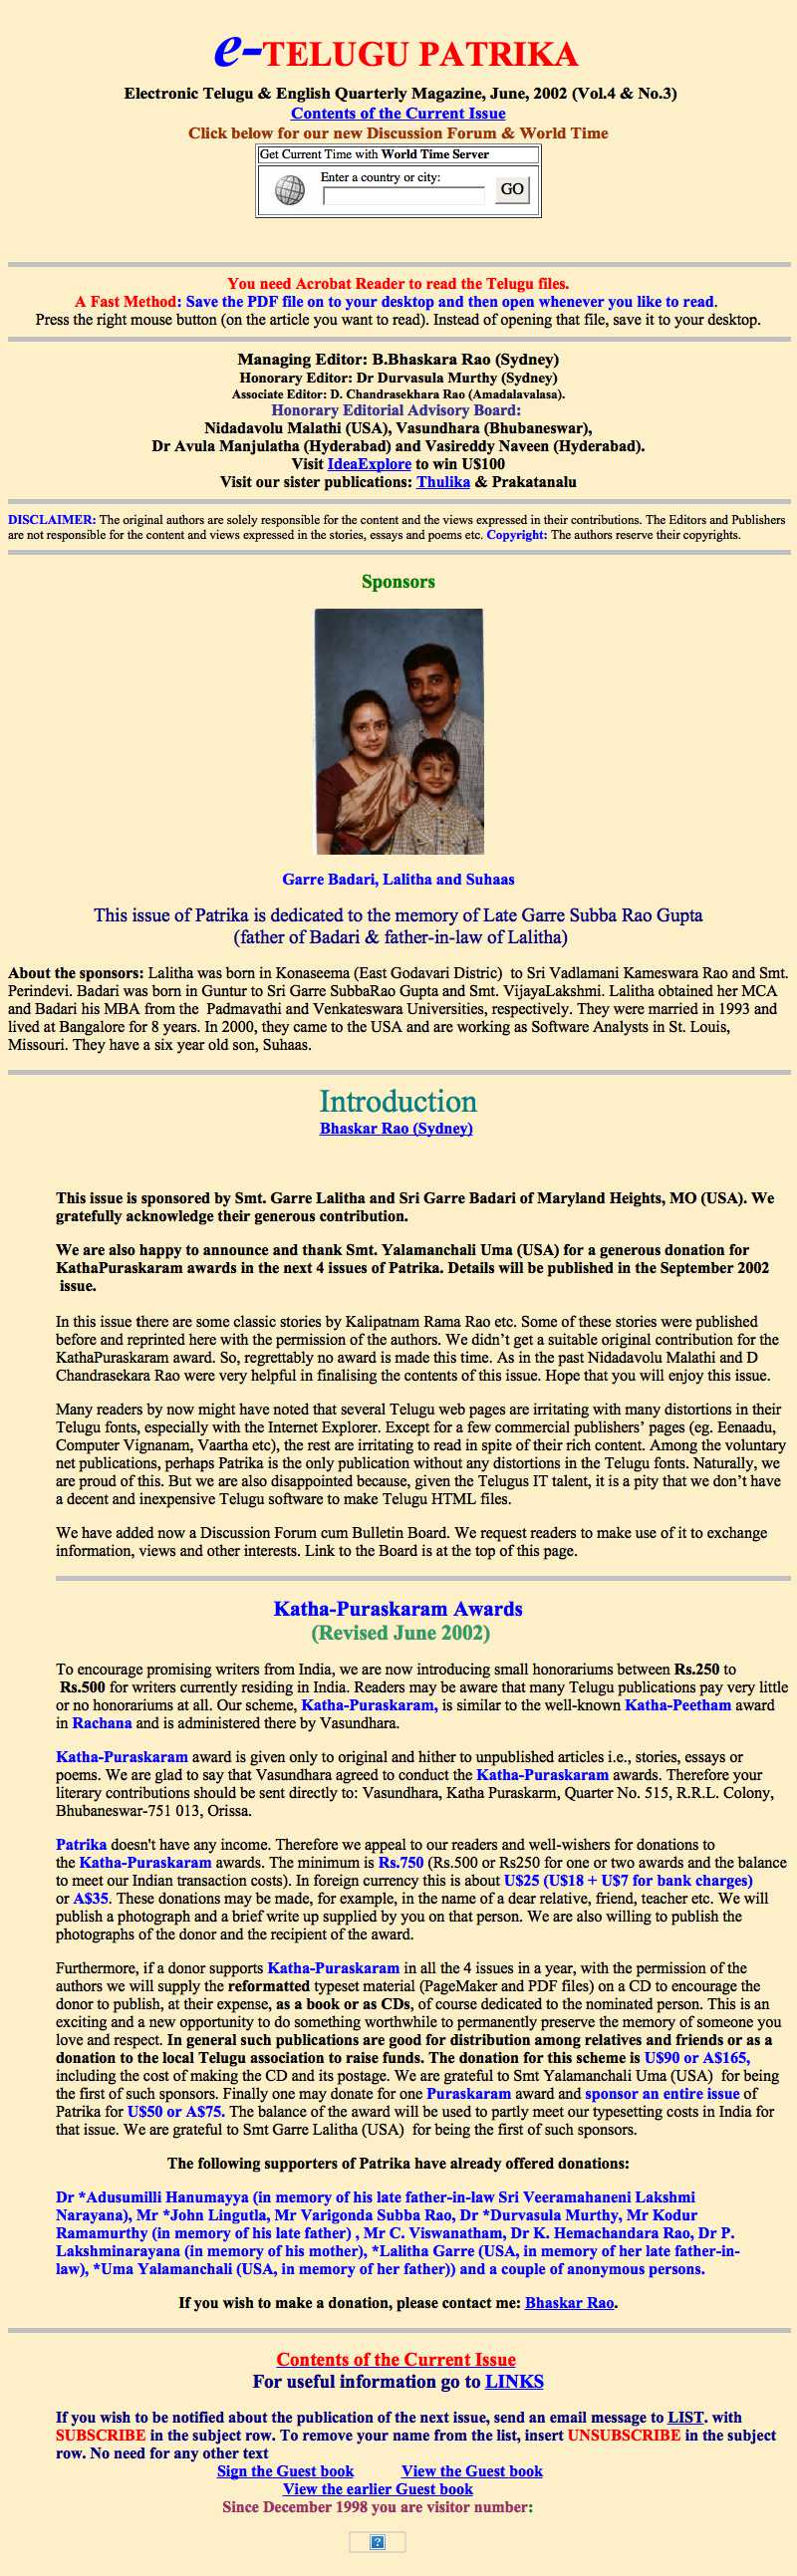 e-TELUGU PATRIKA
Electronic Telugu & English Quarterly Magazine, June, 2002 (Vol.4 & No.3)
Contents of the Current Issue
Click below for our new Discussion Forum & World Time
Get Current Time with World Time Server
Enter a country or city:
GO
You need Acrobat Reader to read the Telugu files.
A Fast Method: Save the PDF file on to your desktop and then open whenever you like to read.
Press the right mouse button (on the article you want to read). Instead of opening that file, save it to your desktop.
Managing Editor: B.Bhaskara Rao (Sydney)
Honorary Editor: Dr Durvasula Murthy (Sydney)
Associate Editor: D. Chandrasekhara Rao (Amadalavalasa).
Honorary Editorial Advisory Board:
Nidadavolu Malathi (USA), Vasundhara (Bhubaneswar),
Dr Avula Manjulatha (Hyderabad) and Vasireddy Naveen (Hyderabad).
Visit IdeaExplore to win U$100
Visit our sister publications: Thulika & Prakatanalu
DISCLAIMER: The original authors are solely responsible for the content and the views expressed in their contributions. The Editors and Publishers
are not responsible for the content and views expressed in the stories, essays and poems etc. Copyright: The authors reserve their copyrights.
Sponsors
Garre Badari, Lalitha and Suhaas
This issue of Patrika is dedicated to the memory of Late Garre Subba Rao Gupta
(father of Badari & father-in-law of Lalitha)
About the sponsors: Lalitha was born in Konaseema (East Godavari Distric)  to Sri Vadlamani Kameswara Rao and Smt.
Perindevi. Badari was born in Guntur to Sri Garre SubbaRao Gupta and Smt. VijayaLakshmi. Lalitha obtained her MCA
and Badari his MBA from the  Padmavathi and Venkateswara Universities, respectively. They were married in 1993 and
lived at Bangalore for 8 years. In 2000, they came to the USA and are working as Software Analysts in St. Louis,
Missouri. They have a six year old son, Suhaas.
Introduction
Bhaskar Rao (Sydney)
This issue is sponsored by Smt. Garre Lalitha and Sri Garre Badari of Maryland Heights, MO (USA). We
gratefully acknowledge their generous contribution.
We are also happy to announce and thank Smt. Yalamanchali Uma (USA) for a generous donation for
KathaPuraskaram awards in the next 4 issues of Patrika. Details will be published in the September 2002
issue.
In this issue there are some classic stories by Kalipatnam Rama Rao etc. Some of these stories were published
before and reprinted here with the permission of the authors. We didn't get a suitable original contribution for the
KathaPuraskaram award. So, regrettably no award is made this time. As in the past Nidadavolu Malathi and D
Chandrasekara Rao were very helpful in finalising the contents of this issue. Hope that you will enjoy this issue.
Many readers by now might have noted that several Telugu web pages are irritating with many distortions in their
Telugu fonts, especially with the Internet Explorer. Except for a few commercial publishers' pages (eg. Eenaadu,
Computer Vignanam, Vaartha etc), the rest are irritating to read in spite of their rich content. Among the voluntary
net publications, perhaps Patrika is the only publication without any distortions in the Telugu fonts. Naturally, we
are proud of this. But we are also disappointed because, given the Telugus IT talent, it is a pity that we don't have
a decent and inexpensive Telugu software to make Telugu HTML files.
We have added now a Discussion Forum cum Bulletin Board. We request readers to make use of it to exchange
information, views and other interests. Link to the Board is at the top of this page.
Katha-Puraskaram Awards
(Revised June 2002)
To encourage promising writers from India, we are now introducing small honorariums between Rs.250 to
Rs.500 for writers currently residing in India. Readers may be aware that many Telugu publications pay very little
or no honorariums at all. Our scheme, Katha-Puraskaram, is similar to the well-known Katha-Peetham award
in Rachana and is administered there by Vasundhara.
Katha-Puraskaram award is given only to original and hither to unpublished articles i.e., stories, essays or
poems. We are glad to say that Vasundhara agreed to conduct the Katha-Puraskaram awards. Therefore your
literary contributions should be sent directly to: Vasundhara, Katha Puraskarm, Quarter No. 515, R.R.L. Colony,
Bhubaneswar-751 013, Orissa.
Patrika doesn't have any income. Therefore we appeal to our readers and well-wishers for donations to
the Katha-Puraskaram awards. The minimum is Rs.750 (Rs.500 or Rs250 for one or two awards and the balance
to meet our Indian transaction costs). In foreign currency this is about U$25 (U$18 + U$7 for bank charges)
or A$35. These donations may be made, for example, in the name of a dear relative, friend, teacher etc. We will
publish a photograph and a brief write up supplied by you on that person. We are also willing to publish the
photographs of the donor and the recipient of the award.
Furthermore, if a donor supports Katha-Puraskaram in all the 4 issues in a year, with the permission of the
authors we will supply the reformatted typeset material (PageMaker and PDF files) on a CD to encourage the
donor to publish, at their expense, as a book or as CDs, of course dedicated to the nominated person. This is an
exciting and a new opportunity to do something worthwhile to permanently preserve the memory of someone you
love and respect. In general such publications are good for distribution among relatives and friends or as a
donation to the local Telugu association to raise funds. The donation for this scheme is U$90 or A$165,
including the cost of making the CD and its postage. We are grateful to Smt Yalamanchali Uma (USA)  for being
the first of such sponsors. Finally one may donate for one Puraskaram award and sponsor an entire issue of
Patrika for U$50 or A$75. The balance of the award will be used to partly meet our typesetting costs in India for
that issue. We are grateful to Smt Garre Lalitha (USA)  for being the first of such sponsors.
The following supporters of Patrika have already offered donations:
Dr *Adusumilli Hanumayya (in memory of his late father-in-law Sri Veeramahaneni Lakshmi
Narayana), Mr *John Lingutla, Mr Varigonda Subba Rao, Dr *Durvasula Murthy, Mr Kodur
Ramamurthy (in memory of his late father) , Mr C. Viswanatham, Dr K. Hemachandara Rao, Dr P.
Lakshminarayana (in memory of his mother), *Lalitha Garre (USA, in memory of her late father-in-
law), *Uma Yalamanchali (USA, in memory of her father)) and a couple of anonymous persons.
If you wish to make a donation, please contact me: Bhaskar Rao.
Contents of the Current Issue
For useful information go to LINKS
If you wish to be notified about the publication of the next issue, send an email message to LIST. with
SUBSCRIBE in the subject row. To remove your name from the list, insert UNSUBSCRIBE in the subject
row. No need for any other text
Sign the Guest book View the Guest book
View the earlier Guest book
Since December 1998 you are visitor number: